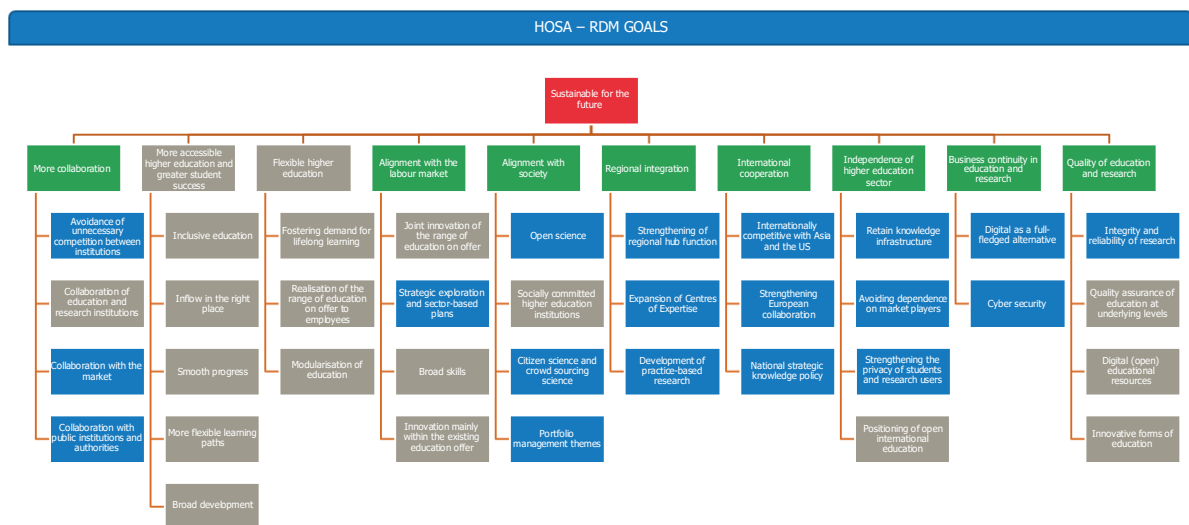 HOSA – RDM GOALS
Sustainable for the
future
More collaboration
More accessible
higher education and
greater student
success
Flexible higher
education
Alignment with the
labour market
Alignment with
society
Regional integration
International
cooperation
Independence of
higher education
sector
Business continuity in
education and
research
Quality of education
and research
Avoidance of
unnecessary
competition between
institutions
Inclusive education
Fostering demand for
lifelong learning
Joint innovation of
the range of
education on offer
Open science
Strengthening of
regional hub function
Internationally
competitive with Asia
and the US
Retain knowledge
infrastructure
Digital as a full-
fledged alternative
Integrity and
reliability of research
Collaboration of
education and
research institutions
Inflow in the right
place
Realisation of the
range of education
on offer to
employees
Strategic exploration
and sector-based
plans
Socially committed
higher education
institutions
Expansion of Centres
of Expertise
Strengthening
European
collaboration
Avoiding dependence
on market players
Cyber security
Quality assurance of
education at
underlying levels
Collaboration with the
market
Smooth progress
Modularisation of
education
Broad skills
Citizen science and
crowd sourcing
science
Development of
practice-based
research
National strategic
knowledge policy
Strengthening the
privacy of students
and research users
Digital (open)
educational
resources
Collaboration with
public institutions and
authorities
More flexible learning
paths
Innovation mainly
within the existing
education offer
Portfolio
management themes
Positioning of open
international
education
Innovative forms of
education
Broad development